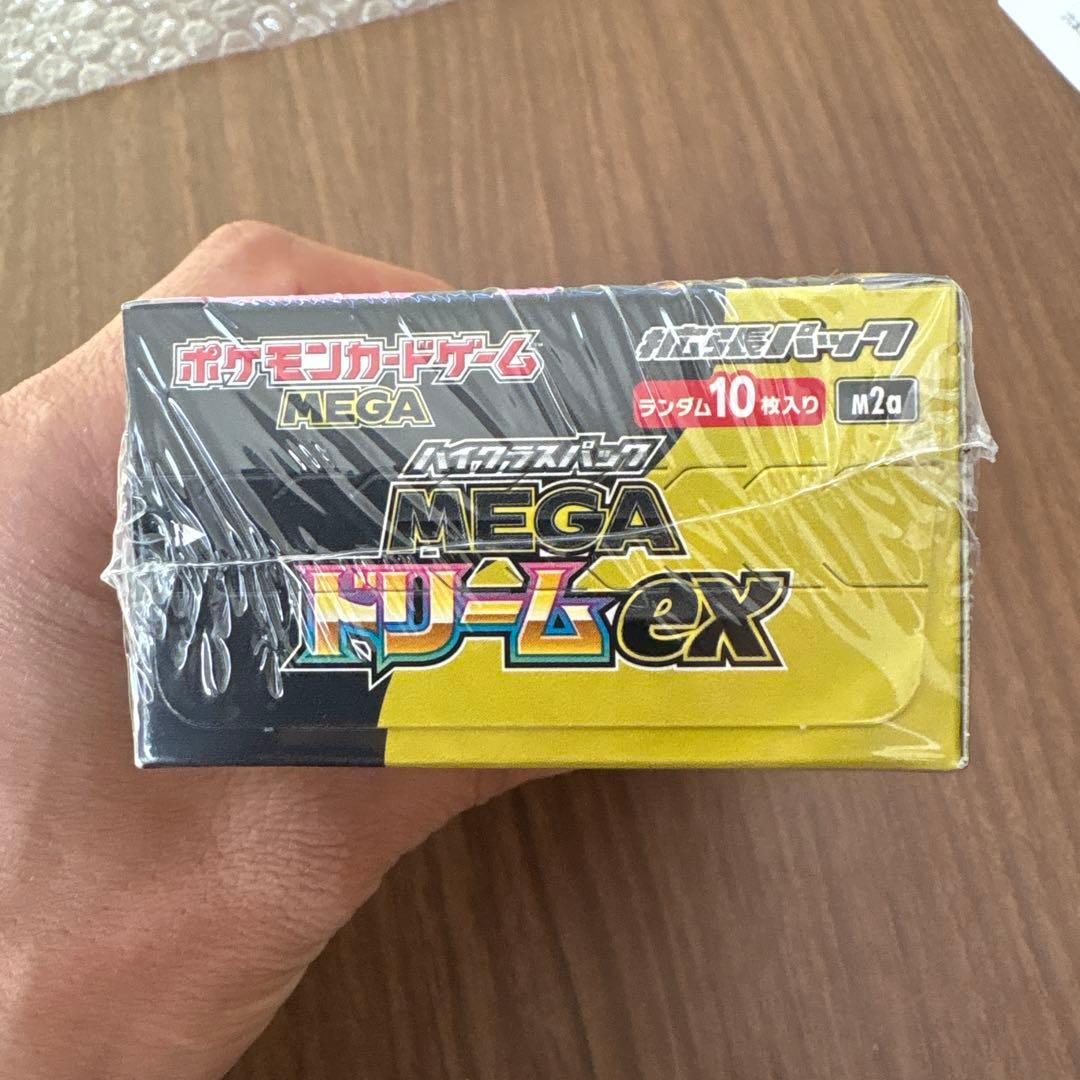 ポケモンカードゲーム™
MEGA
拡張パック
ランダム10枚入り
M2a
ハイクラスパック
MEGA
ドリームex